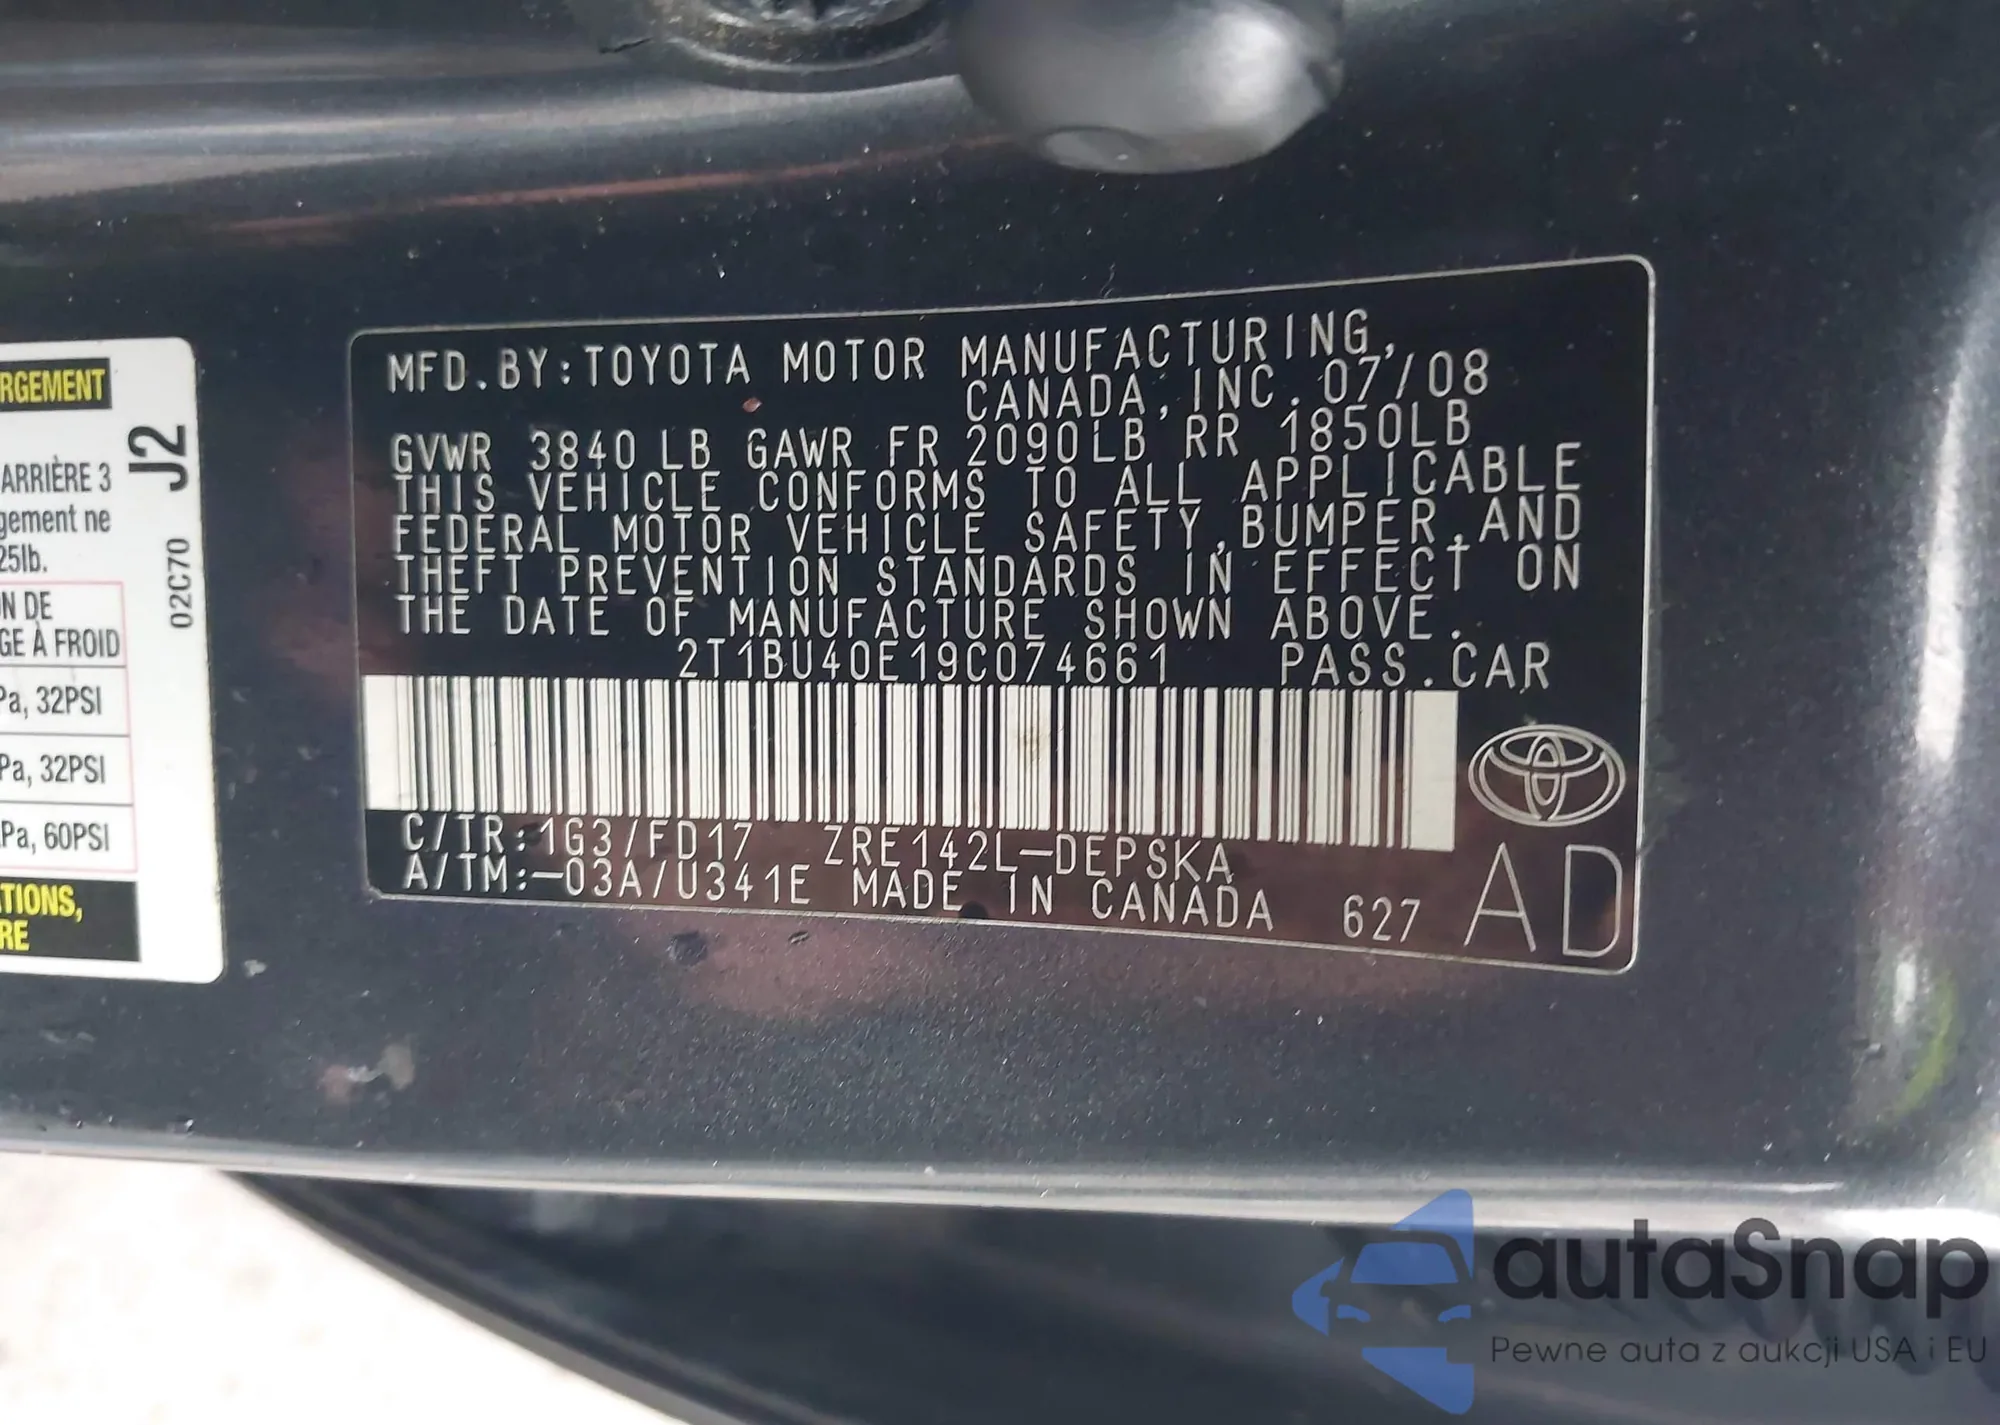 RGEMENT
ARRIÈRE 3
gement ne
25lb.
N DE
GE À FROID
Pa, 32PSI
Pa, 32PSI
Pa, 60PSI
TIONS,
RE
J2
02C70
MFD.BY:TOYOTA MOTOR MANUFACTURING,
CANADA, INC. 07/08
GVWR 3840 LB GAWR FR 2090LB RR 1850LB
THIS VEHICLE CONFORMS TO ALL APPLICABLE
FEDERAL MOTOR VEHICLE SAFETY,BUMPER,AND
THEFT PREVENTION STANDARDS IN EFFECT ON
THE DATE OF MANUFACTURE SHOWN ABOVE.
2T1BU40E19C074661 PASS.CAR
C/TR:1G3/FD17 ZRE142L-DEPSKA
A/TM:-03A/U341E MADE IN CANADA 627 AD
autaSnap
Pewne auta z aukcji USA i EU